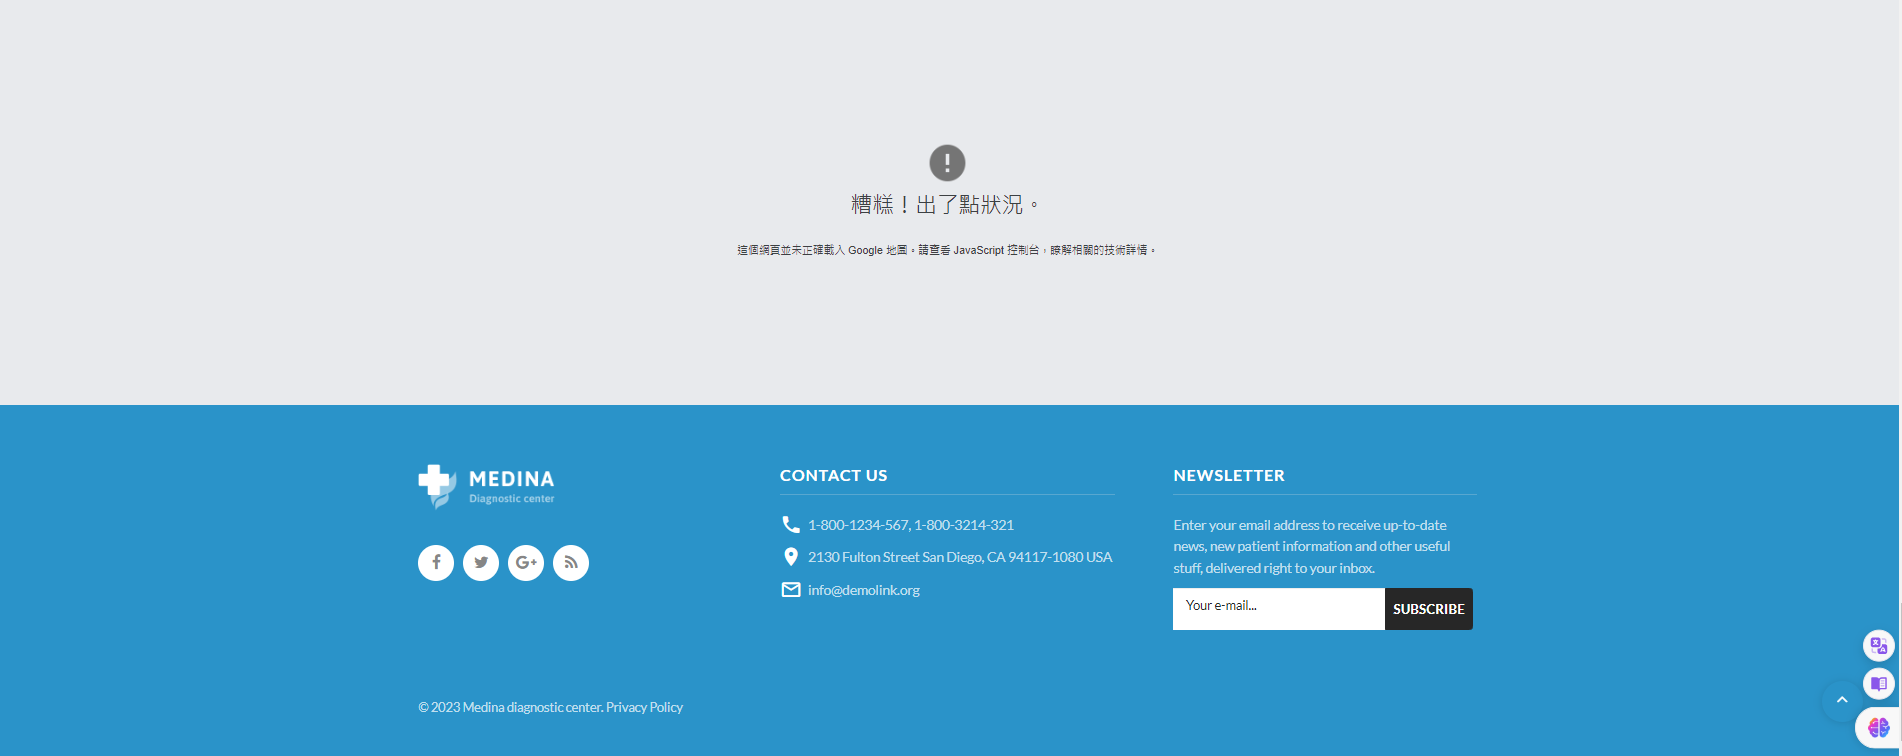 糟糕！出了點狀況。
這個網頁並未正確載入 Google 地圖。請查看 JavaScript 控制台，瞭解相關的技術詳情。
MEDINA
Diagnostic center
CONTACT US
1-800-1234-567, 1-800-3214-321
2130 Fulton Street San Diego, CA 94117-1080 USA
info@demolink.org
NEWSLETTER
Enter your email address to receive up-to-date
news, new patient information and other useful
stuff, delivered right to your inbox.
Your e-mail...
SUBSCRIBE
© 2023 Medina diagnostic center. Privacy Policy